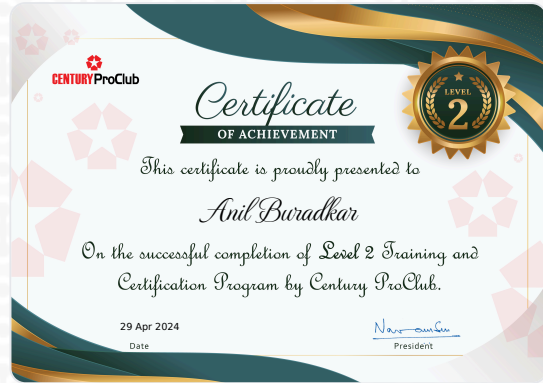 CENTURY ProClub
Certificate
OF ACHIEVEMENT
LEVEL
2
This certificate is proudly presented to
Anil Buradkar
On the successful completion of Level 2 Training and
Certification Program by Century ProClub.
29 Apr 2024
Date
President